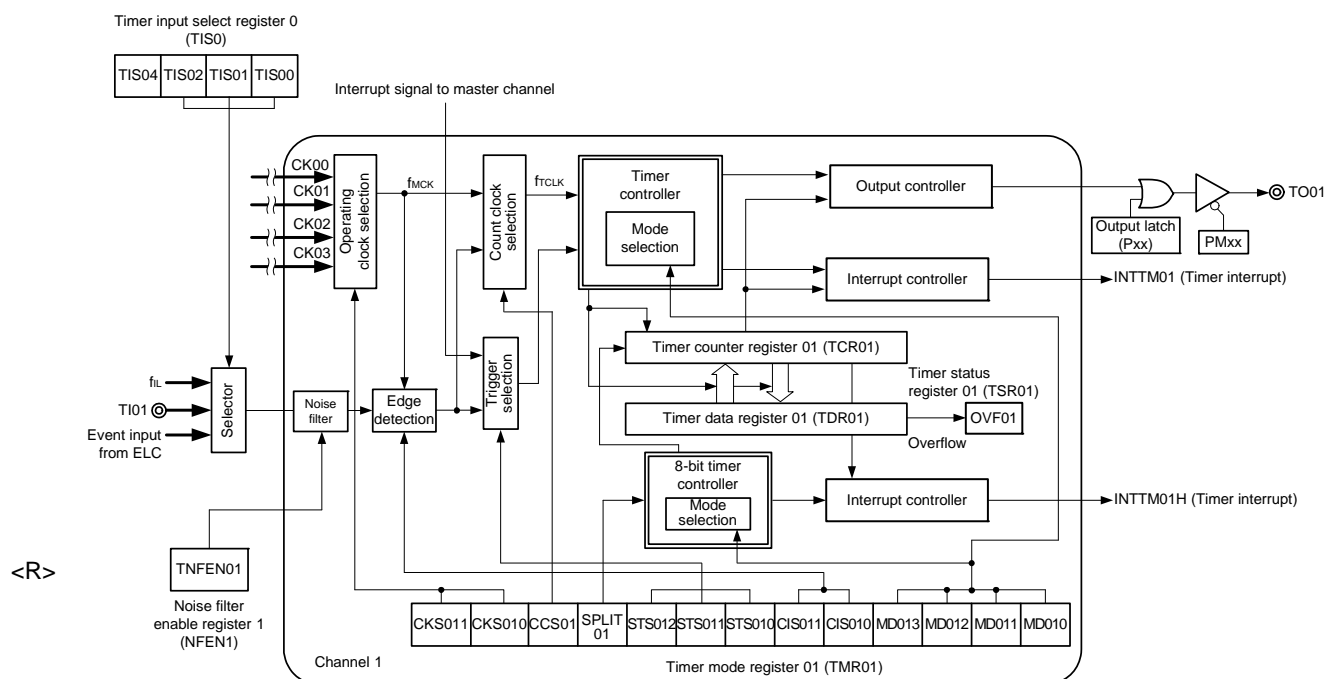 Timer input select register 0
(TIS0)
TIS04 TIS02 TIS01 TIS00
Interrupt signal to master channel
CK00
CK01
CK02
CK03
Operating
clock selection
fMCK
Count clock
selection
fTCLK
Timer
controller
Mode
selection
Output controller
Output latch
(Pxx)
PMxx
TO01
Interrupt controller
INTTM01 (Timer interrupt)
Timer counter register 01 (TCR01)
Timer status
register 01 (TSR01)
Timer data register 01 (TDR01)
OVF01
Overflow
fIL
TI01
Event input
from ELC
Selector
Noise
filter
Edge
detection
Trigger
selection
8-bit timer
controller
Mode
selection
Interrupt controller
INTTM01H (Timer interrupt)
<R>
TNFEN01
Noise filter
enable register 1
(NFEN1)
CKS011 CKS010 CCS01 SPLIT
01 STS012 STS011 STS010 CIS011 CIS010 MD013 MD012 MD011 MD010
Channel 1
Timer mode register 01 (TMR01)